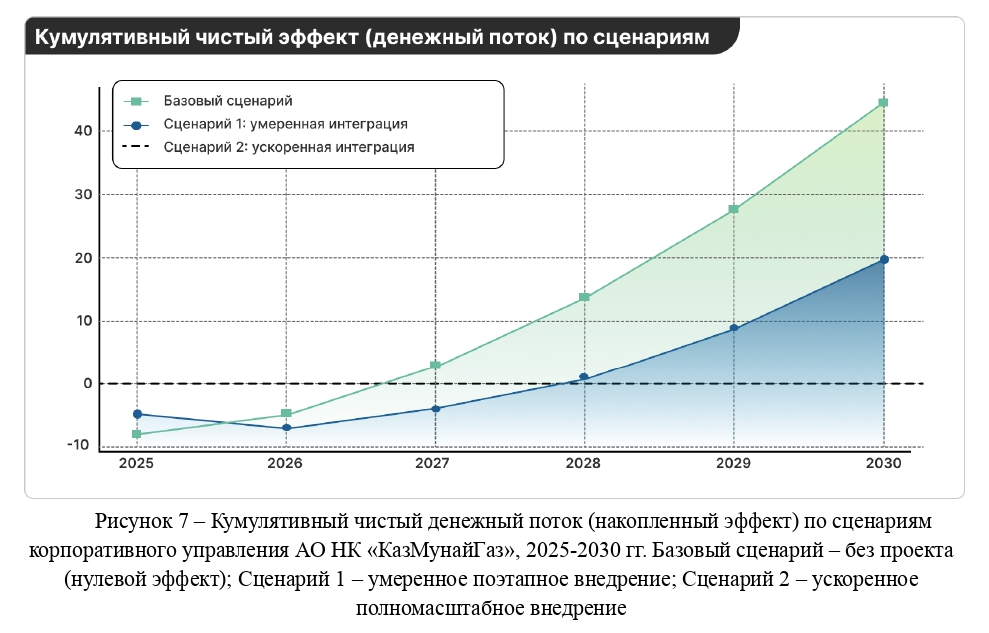 Кумулятивный чистый эффект (денежный поток) по сценариям
Базовый сценарий
Сценарий 1: умеренная интеграция
Сценарий 2: ускоренная интеграция
40
30
20
10
0
-10
2025 2026 2027 2028 2029 2030
Рисунок 7 – Кумулятивный чистый денежный поток (накопленный эффект) по сценариям
корпоративного управления АО НК «КазМунайГаз», 2025-2030 гг. Базовый сценарий – без проекта
(нулевой эффект); Сценарий 1 – умеренное поэтапное внедрение; Сценарий 2 – ускоренное
полномасштабное внедрение